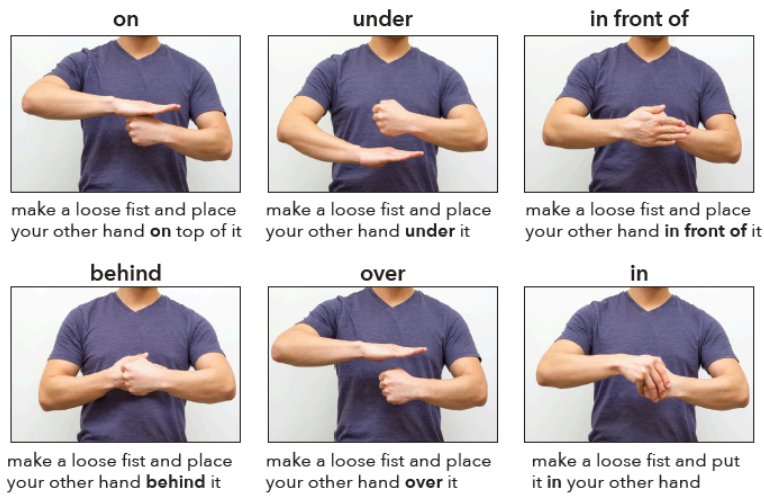 on
under
in front of
make a loose fist and place
your other hand on top of it
make a loose fist and place
your other hand under it
make a loose fist and place
your other hand in front of it
behind
over
in
make a loose fist and place
your other hand behind it
make a loose fist and place
your other hand over it
make a loose fist and put
it in your other hand